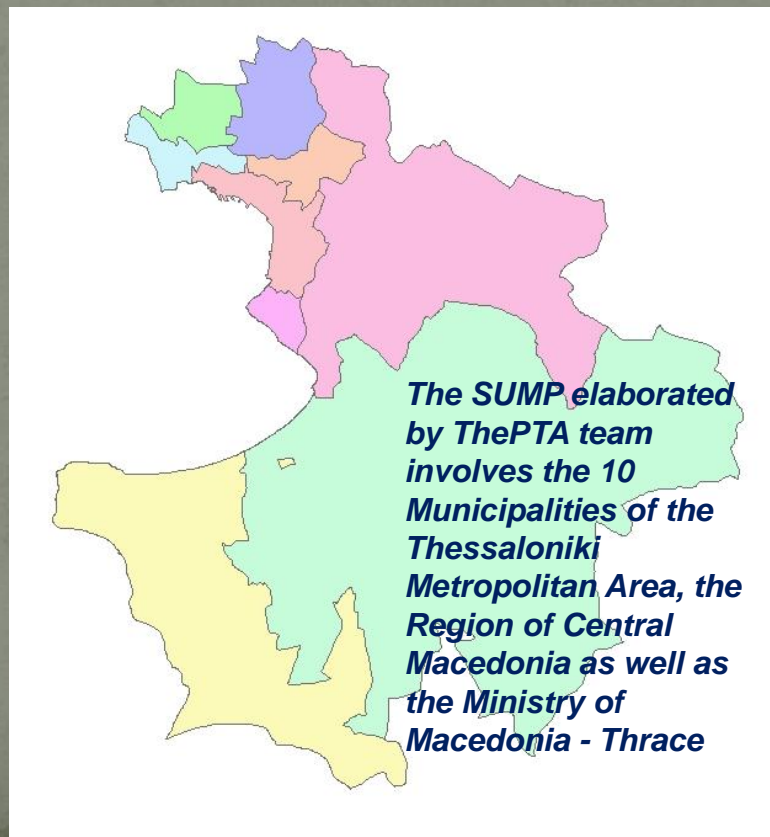 The SUMP elaborated
by ThePTA team
involves the 10
Municipalities of the
Thessaloniki
Metropolitan Area, the
Region of Central
Macedonia as well as
the Ministry of
Macedonia - Thrace